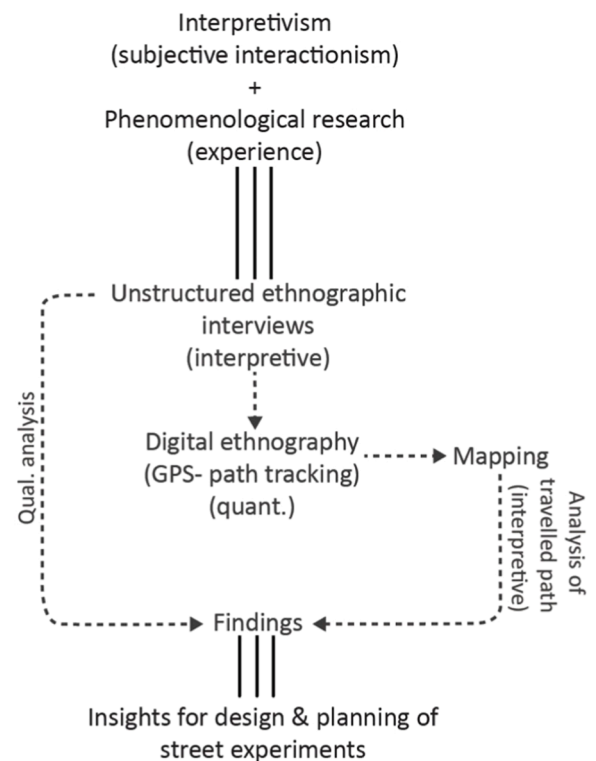 Interpretivism
(subjective interactionism)
+
Phenomenological research
(experience)
Unstructured ethnographic
interviews
(interpretive)
Qual. analysis
Digital ethnography
(GPS- path tracking)
(quant.)
Mapping
Analysis of
travelled path
(interpretive)
Findings
Insights for design & planning of
street experiments